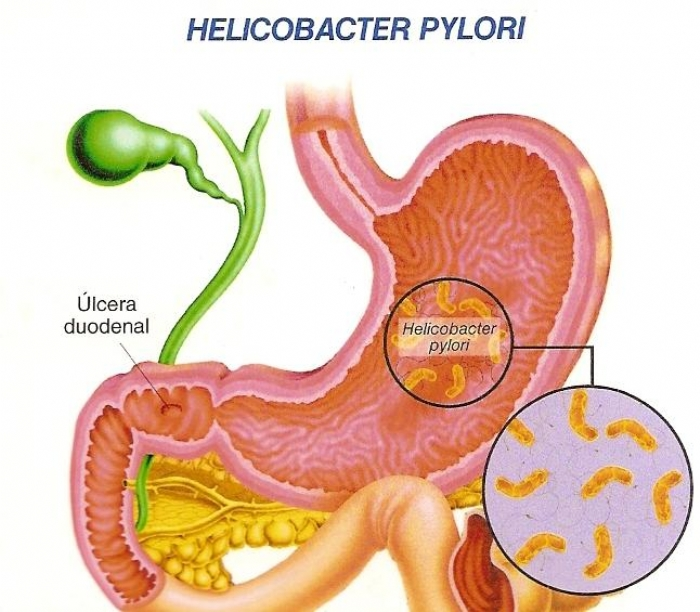 HELICOBACTER PYLORI
Úlcera
duodenal
Helicobacter
pylori